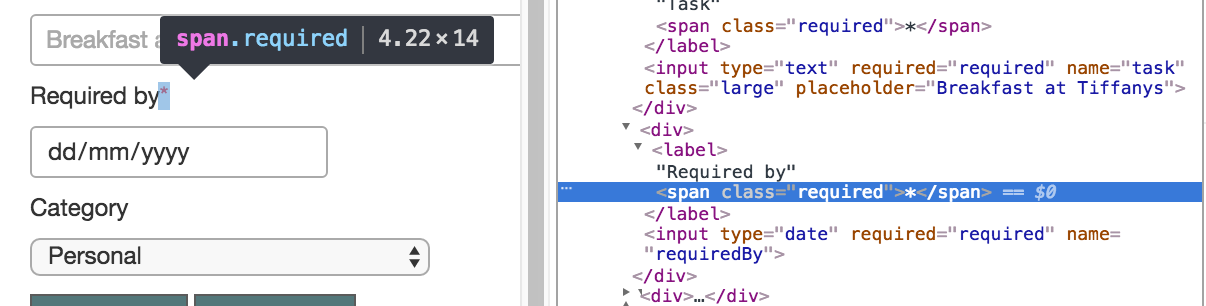 Breakfast a
span.required | 4.22 × 14
Required by*
dd/mm/yyyy
Category
Personal
"Task"
<span class="required">*</span>
</label>
<input type="text" required="required" name="task"
class="large" placeholder="Breakfast at Tiffanys">
</div>
<div>
<label>
"Required by"
<span class="required">*</span> == $0
</label>
<input type="date" required="required" name=
"requiredBy">
</div>
<div>…</div>